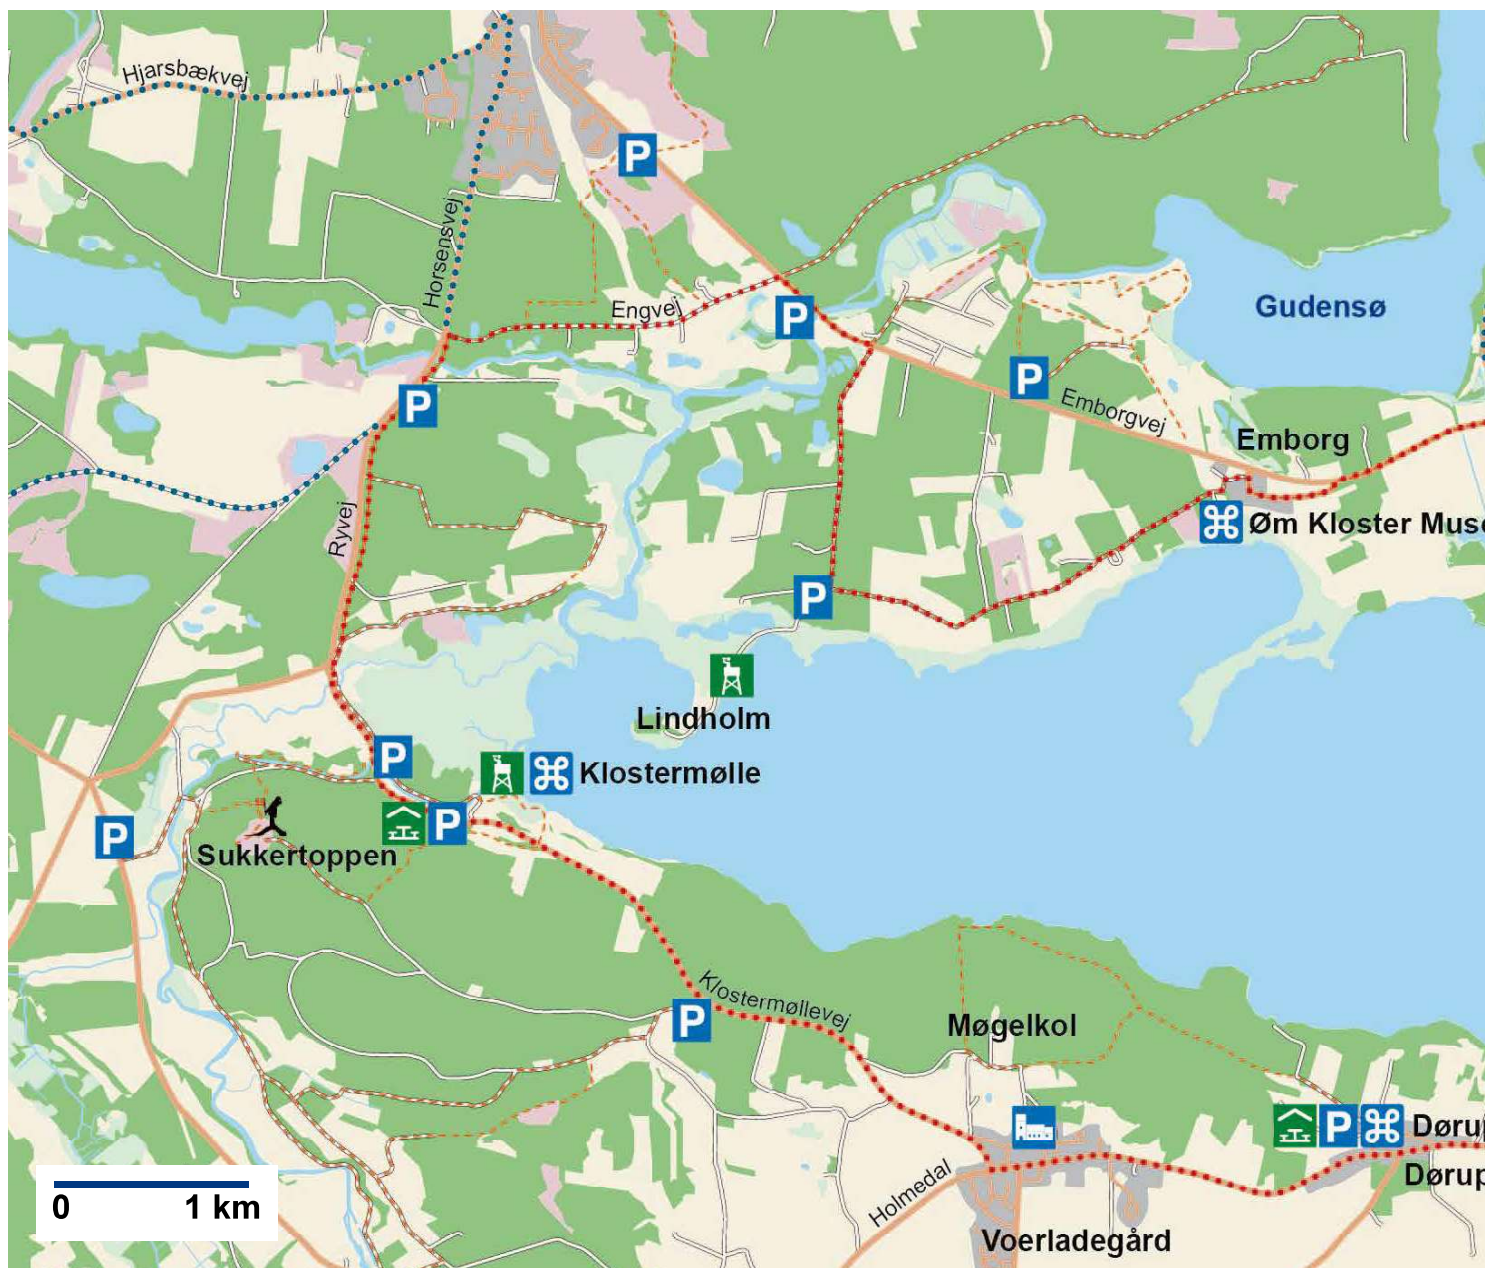 Hjarsbækvej
P
Horsensvej
Engvej
P
Gudensø
P
P
Emborgvej
Emborg
Ryvej
Øm Kloster Muse
P
Lindholm
P
Klostermølle
P
P
Sukkertoppen
Klostermøllevej
P
Møgelkol
P
Dørup
Dørup
Holmedal
0 1 km
Voerladegård